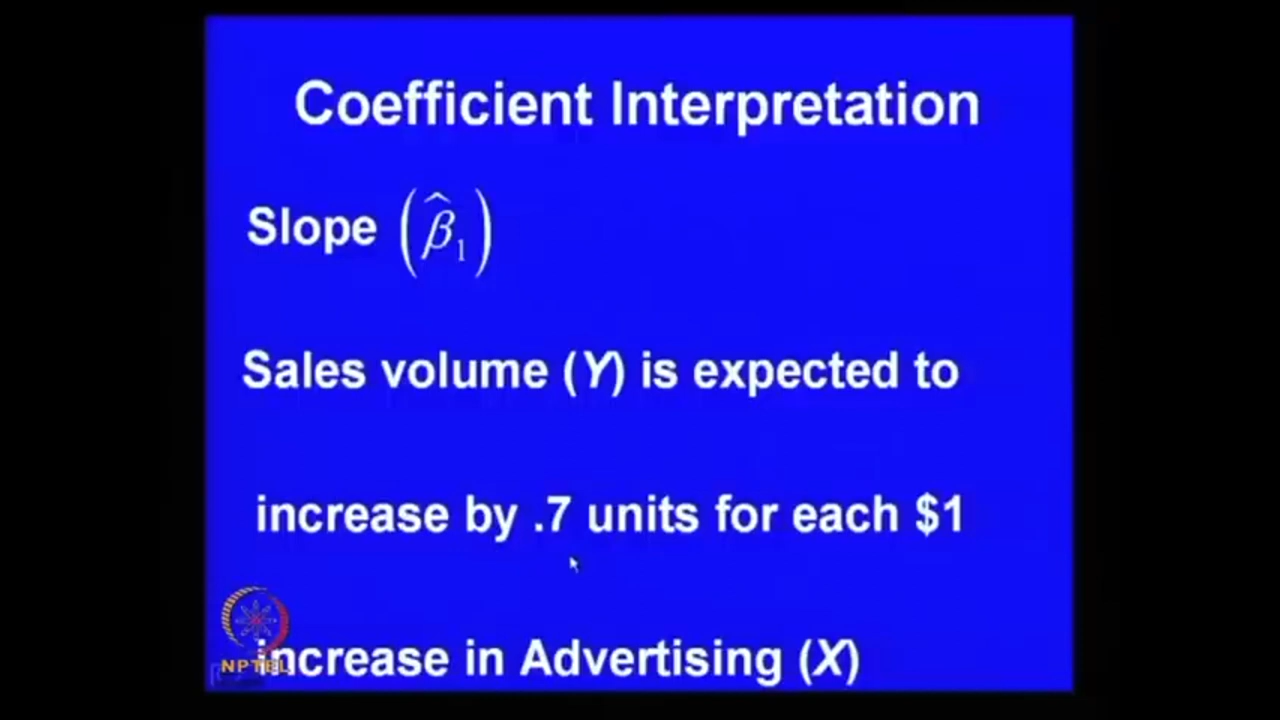 Coefficient Interpretation
Slope (β̂₁)
Sales volume (Y) is expected to
increase by .7 units for each $1
increase in Advertising (X)
NPTEL